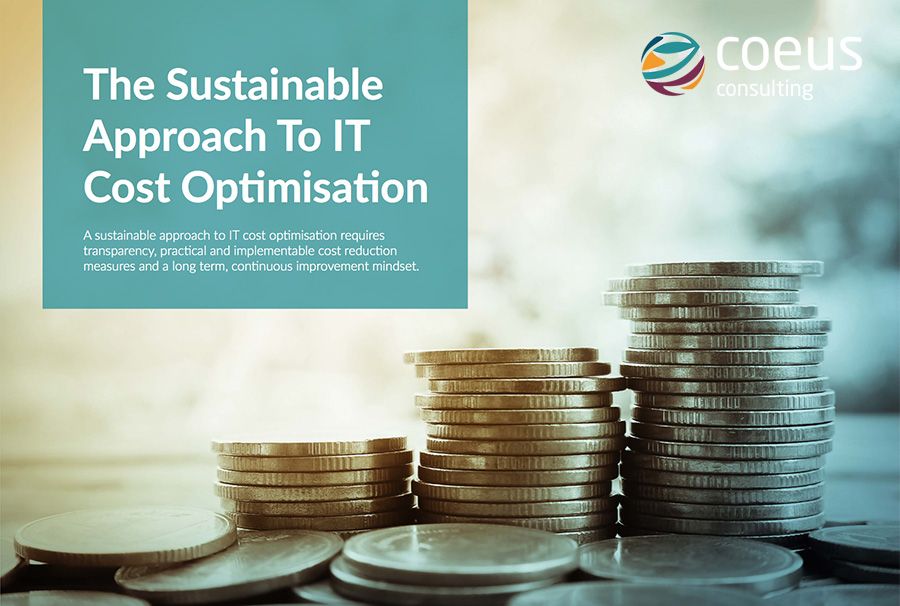 The Sustainable
Approach To IT
Cost Optimisation
A sustainable approach to IT cost optimisation requires
transparency, practical and implementable cost reduction
measures and a long term, continuous improvement mindset.
coeus
consulting